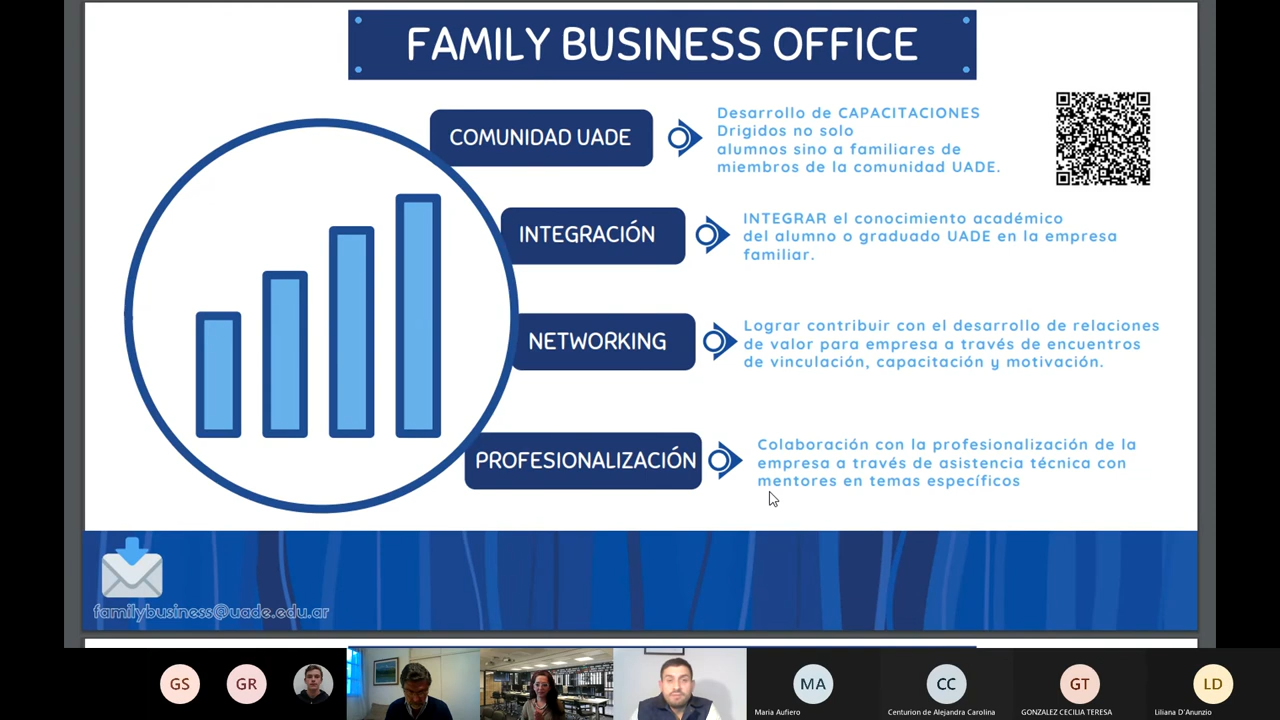 FAMILY BUSINESS OFFICE
COMUNIDAD UADE
Desarrollo de CAPACITACIONES
Drigidos no solo
alumnos sino a familiares de
miembros de la comunidad UADE.
INTEGRACIÓN
INTEGRAR el conocimiento académico
del alumno o graduado UADE en la empresa
familiar.
NETWORKING
Lograr contribuir con el desarrollo de relaciones
de valor para empresa a través de encuentros
de vinculación, capacitación y motivación.
PROFESIONALIZACIÓN
Colaboración con la profesionalización de la
empresa a través de asistencia técnica con
mentores en temas específicos
familybusiness@uade.edu.ar
GS
GR
MA
Maria Aufiero
CC
Centurion de Alejandra Carolina
GT
GONZALEZ CECILIA TERESA
LD
Liliana D'Anunzio